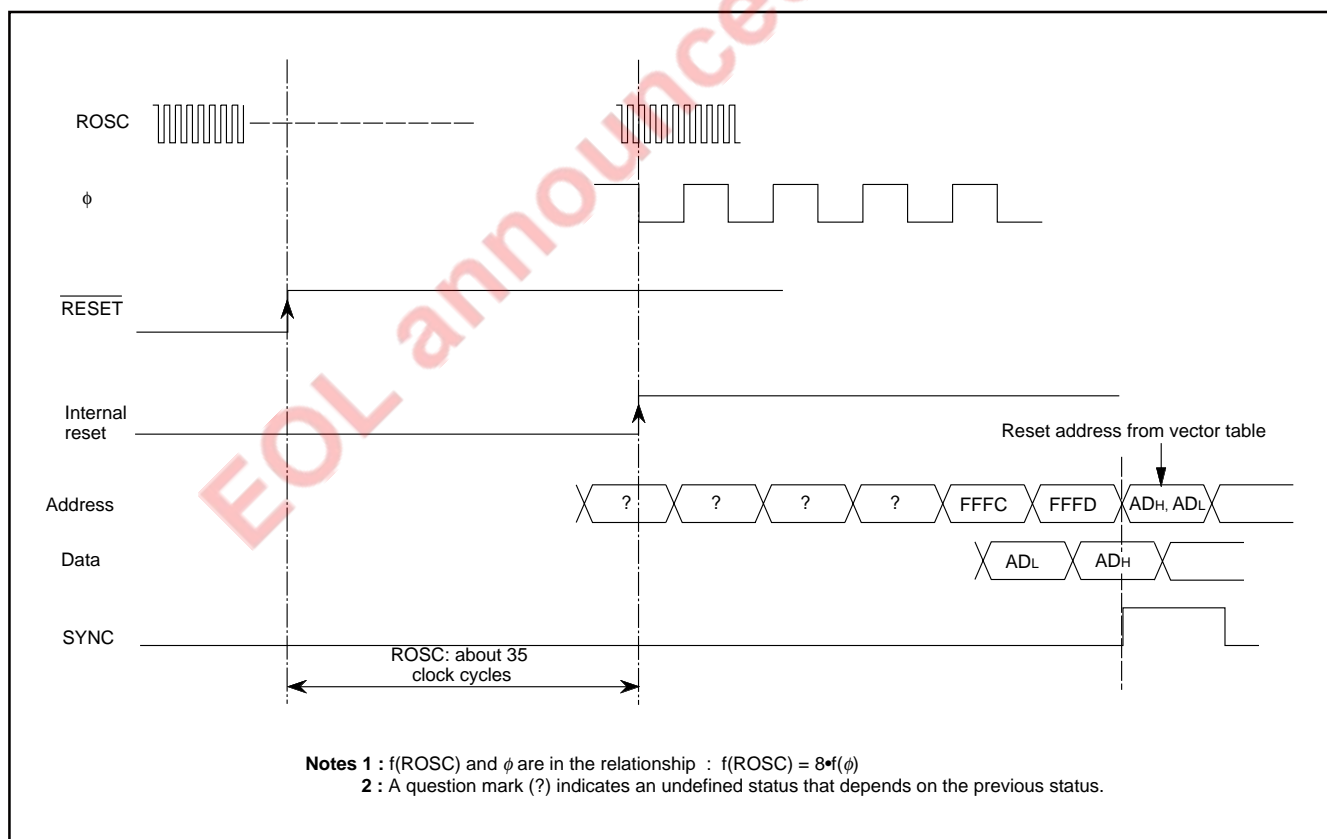 EOL announced
ROSC
ϕ
RESET
Internal
reset
Reset address from vector table
Address
? ? ? ? FFFC FFFD ADH, ADL
Data
ADL ADH
SYNC
ROSC: about 35
clock cycles
Notes 1 : f(ROSC) and ϕ are in the relationship : f(ROSC) = 8•f(ϕ)
2 : A question mark (?) indicates an undefined status that depends on the previous status.